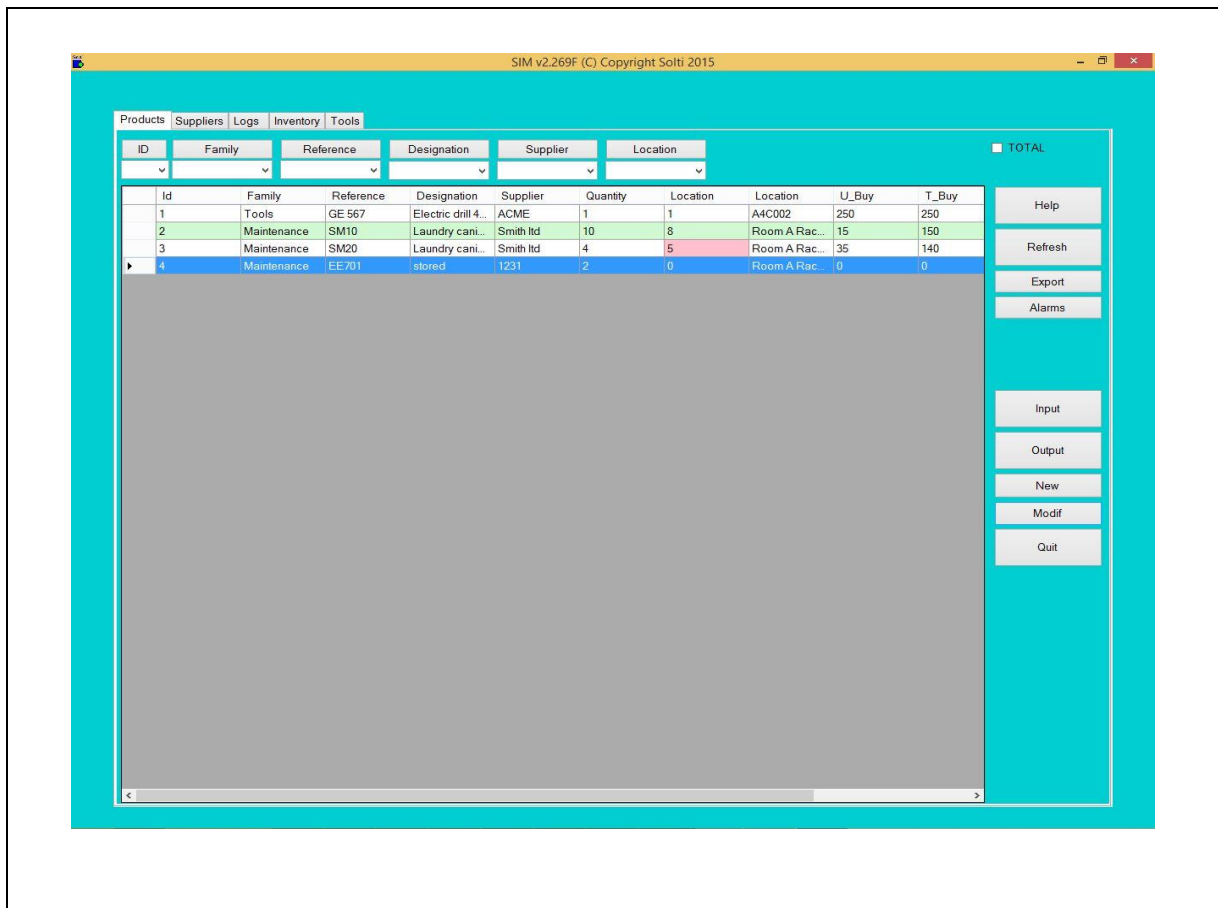 SIM v2.269F (C) Copyright Solti 2015
Products Suppliers Logs Inventory Tools
ID Family Reference Designation Supplier Location TOTAL
Id Family Reference Designation Supplier Quantity Location Location U_Buy T_Buy
1 Tools GE 567 Electric drill 4... ACME 1 1 A4C002 250 250
2 Maintenance SM10 Laundry cani... Smith ltd 10 8 Room A Rac... 15 150
3 Maintenance SM20 Laundry cani... Smith ltd 4 5 Room A Rac... 35 140
4 Maintenance EE701 stored 1231 2 0 Room A Rac... 0 0
Help
Refresh
Export
Alarms
Input
Output
New
Modif
Quit